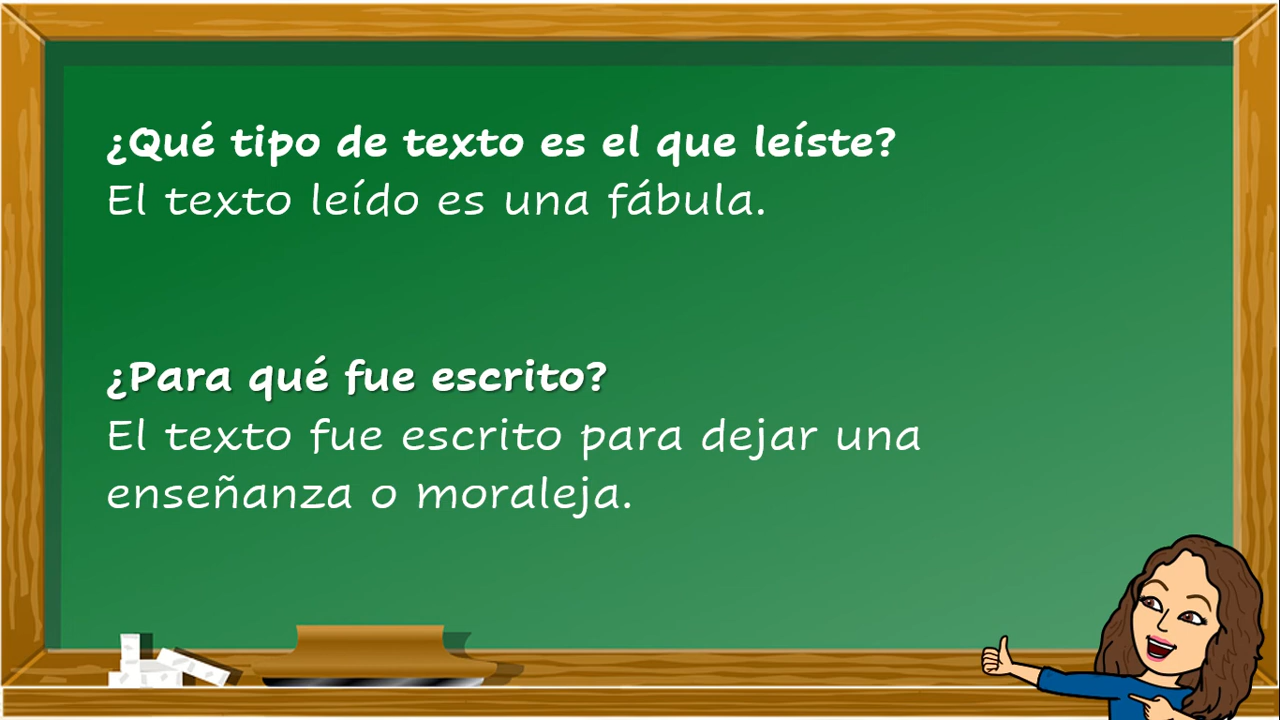 ¿Qué tipo de texto es el que leíste?
El texto leído es una fábula.
¿Para qué fue escrito?
El texto fue escrito para dejar una
enseñanza o moraleja.